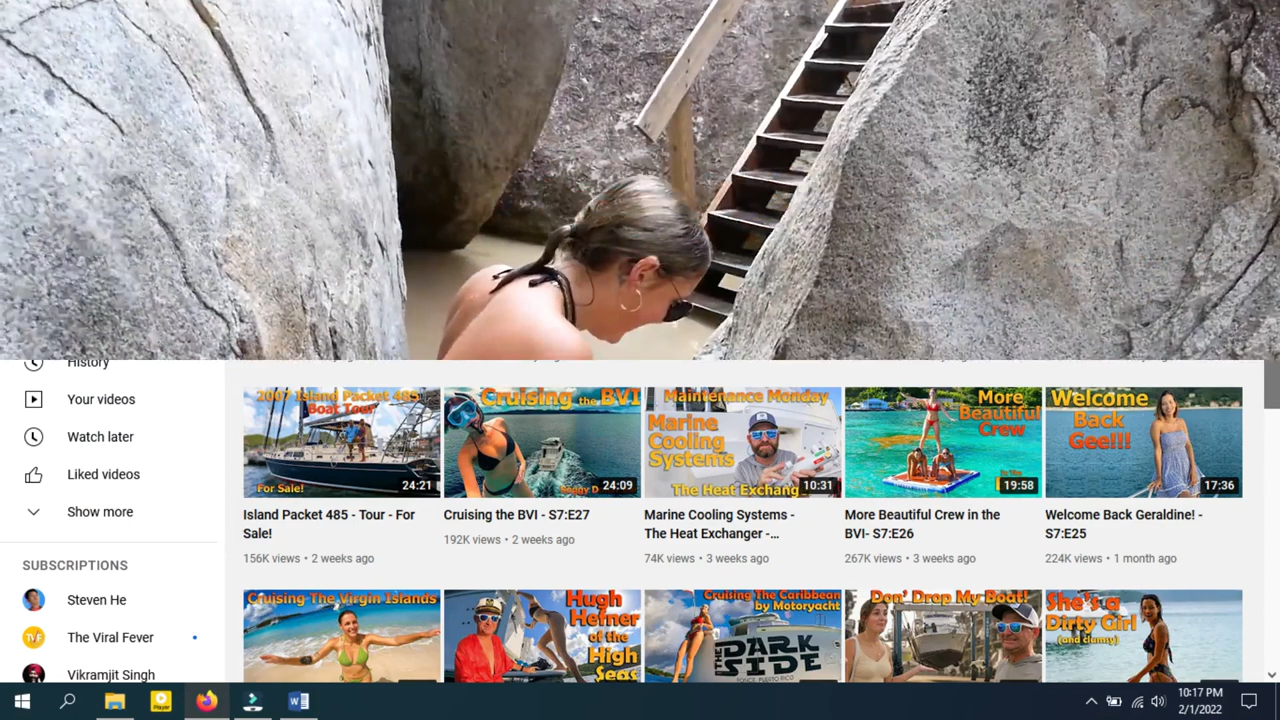 History
Your videos
Watch later
Liked videos
Show more
SUBSCRIPTIONS
Steven He
The Viral Fever
Vikramjit Singh
2007 Island Packet 485
Boat Tour
For Sale!
24:21
Island Packet 485 - Tour - For
Sale!
156K views • 2 weeks ago
Cruising the BVI
24:09
Cruising the BVI - S7:E27
192K views • 2 weeks ago
Maintenance Monday
Marine
Cooling
Systems
The Heat Exchang
10:31
Marine Cooling Systems -
The Heat Exchanger -...
74K views • 3 weeks ago
More
Beautiful
Crew
19:58
More Beautiful Crew in the
BVI- S7:E26
267K views • 3 weeks ago
Welcome
Back
Gee!!!
17:36
Welcome Back Geraldine! -
S7:E25
224K views • 1 month ago
Cruising The Virgin Islands
Hugh
Hefner
of the
High
Seas
Cruising The Caribbean
by Motoryacht
THE DARK
SIDE
PONCE, PUERTO RICO
Don' Drop My Boat!
She's a
Dirty Girl
(and clumsy)
Player
10:17 PM
2/1/2022